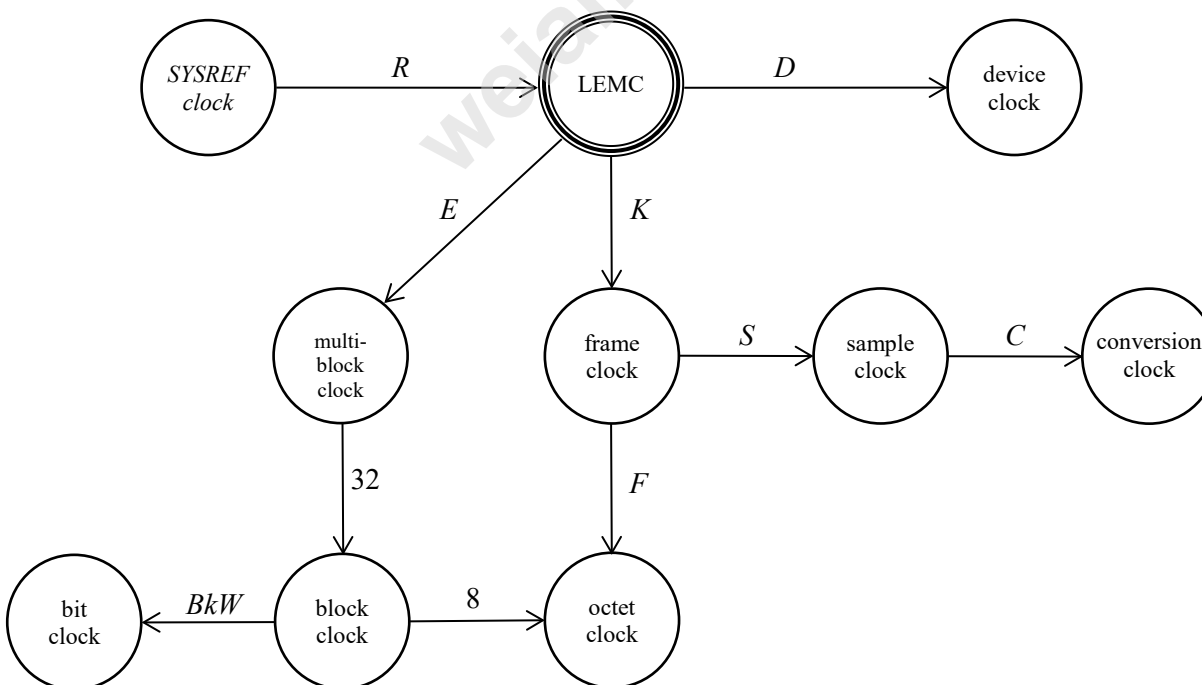 SYSREF
clock
R
LEMC
D
device
clock
E
K
multi-
block
clock
frame
clock
S
sample
clock
C
conversion
clock
32
F
bit
clock
BkW
block
clock
8
octet
clock